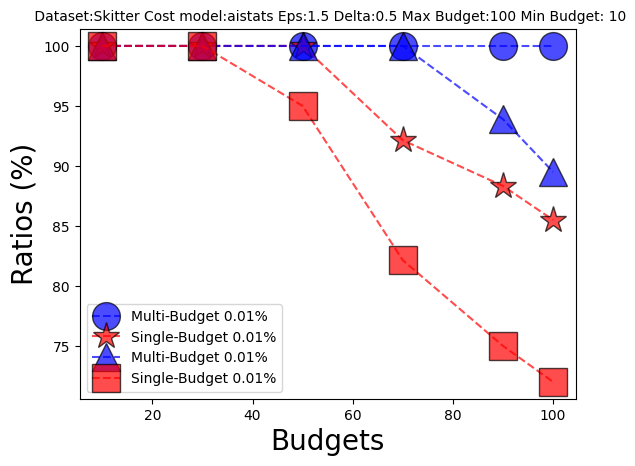 Dataset:Skitter Cost model:aistats Eps:1.5 Delta:0.5 Max Budget:100 Min Budget: 10
100
95
90
85
80
75
Ratios (%)
Multi-Budget 0.01%
Single-Budget 0.01%
Multi-Budget 0.01%
Single-Budget 0.01%
20 40 60 80 100
Budgets